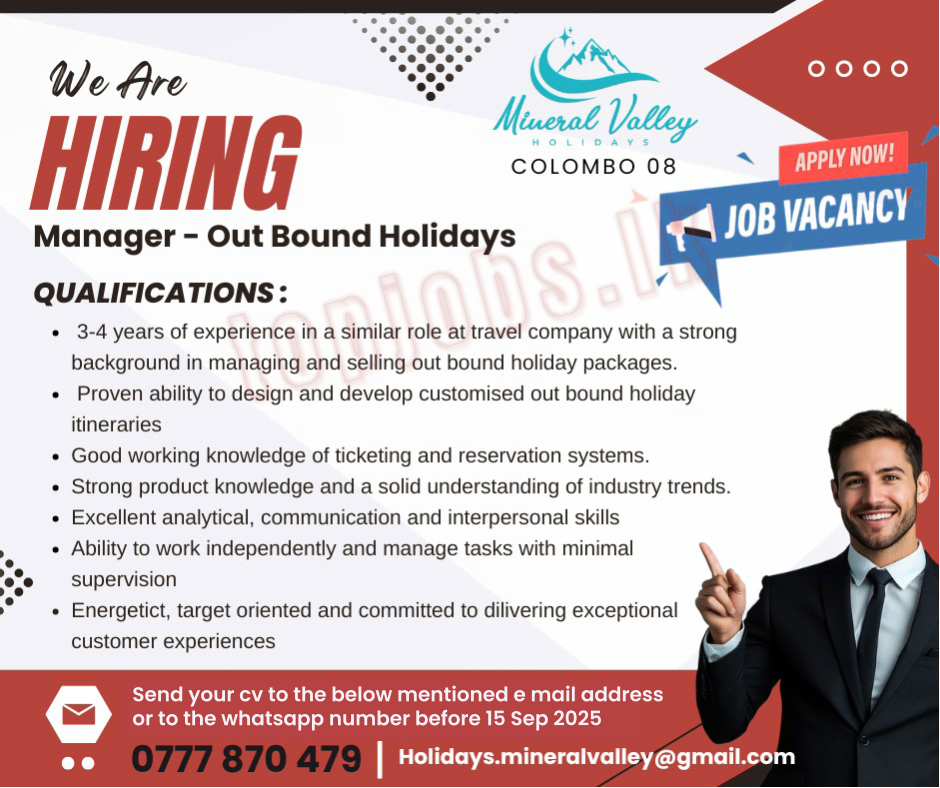 We Are
HIRING
Mineral Valley
HOLIDAYS
COLOMBO 08
APPLY NOW!
JOB VACANCY
Manager - Out Bound Holidays
QUALIFICATIONS :
• 3-4 years of experience in a similar role at travel company with a strong
background in managing and selling out bound holiday packages.
• Proven ability to design and develop customised out bound holiday
itineraries
• Good working knowledge of ticketing and reservation systems.
• Strong product knowledge and a solid understanding of industry trends.
• Excellent analytical, communication and interpersonal skills
• Ability to work independently and manage tasks with minimal
supervision
• Energetict, target oriented and committed to dilivering exceptional
customer experiences
Send your cv to the below mentioned e mail address
or to the whatsapp number before 15 Sep 2025
0777 870 479 | Holidays.mineralvalley@gmail.com